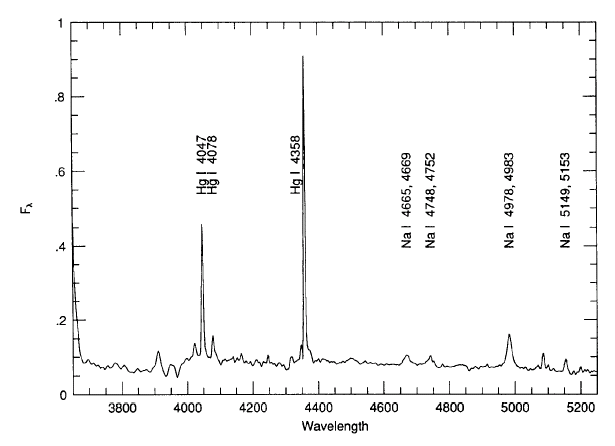 1
.8
.6
.4
.2
0
F λ
Hg I 4047
Hg I 4078
Hg I 4358
Na I 4665, 4669
Na I 4748, 4752
Na I 4978, 4983
Na I 5149, 5153
3800 4000 4200 4400 4600 4800 5000 5200
Wavelength